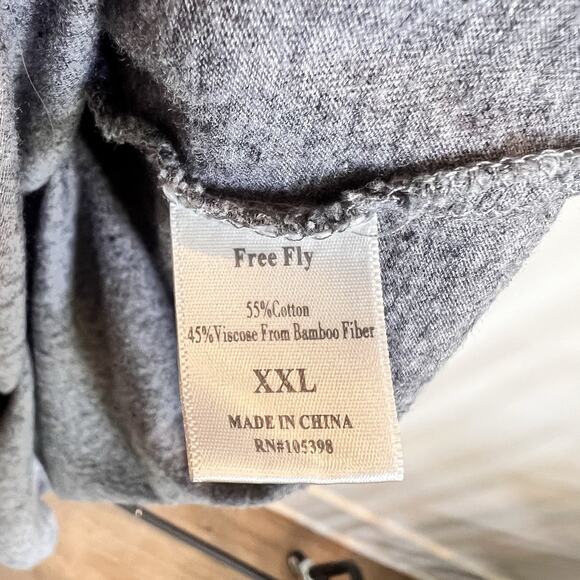 Free Fly
55%Cotton
45%Viscose From Bamboo Fiber
XXL
MADE IN CHINA
RN#105398